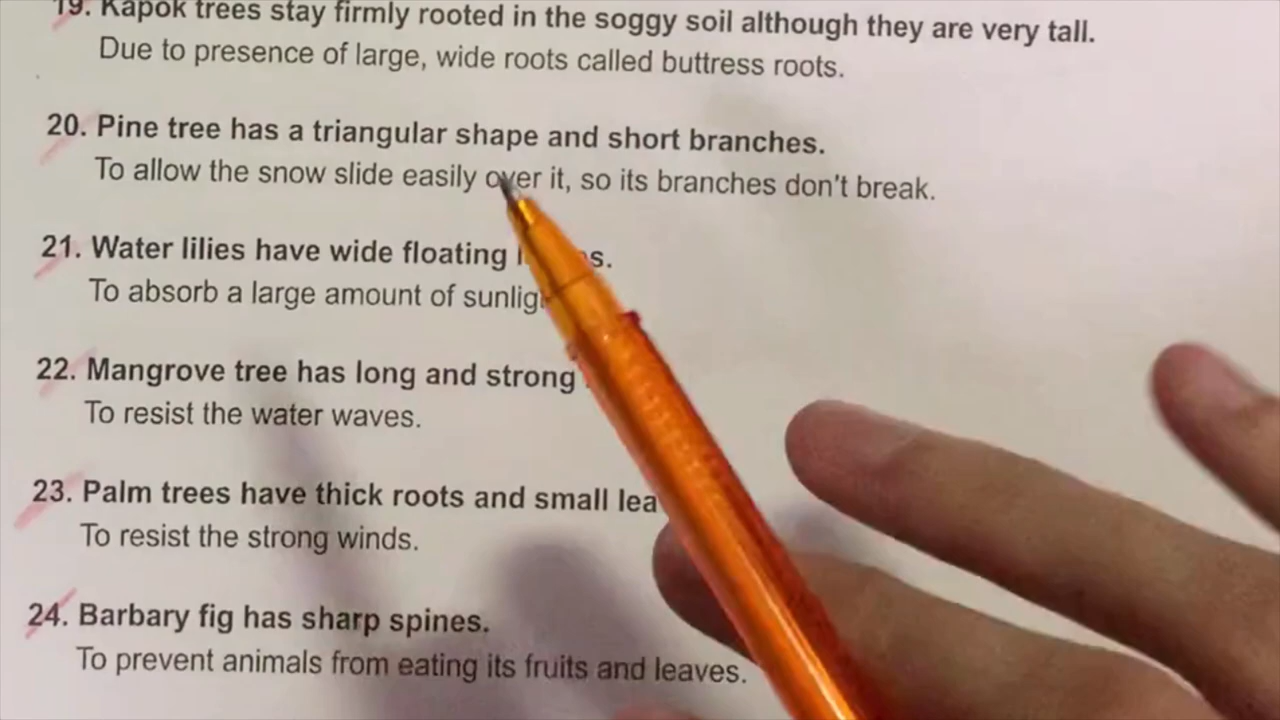 19. Kapok trees stay firmly rooted in the soggy soil although they are very tall.
Due to presence of large, wide roots called buttress roots.
20. Pine tree has a triangular shape and short branches.
To allow the snow slide easily over it, so its branches don't break.
21. Water lilies have wide floating
To absorb a large amount of
22. Mangrove tree has long and strong
To resist the water waves.
23. Palm trees have thick roots and small
To resist the strong winds.
24. Barbary fig has sharp spines.
To prevent animals from eating its fruits and leaves.